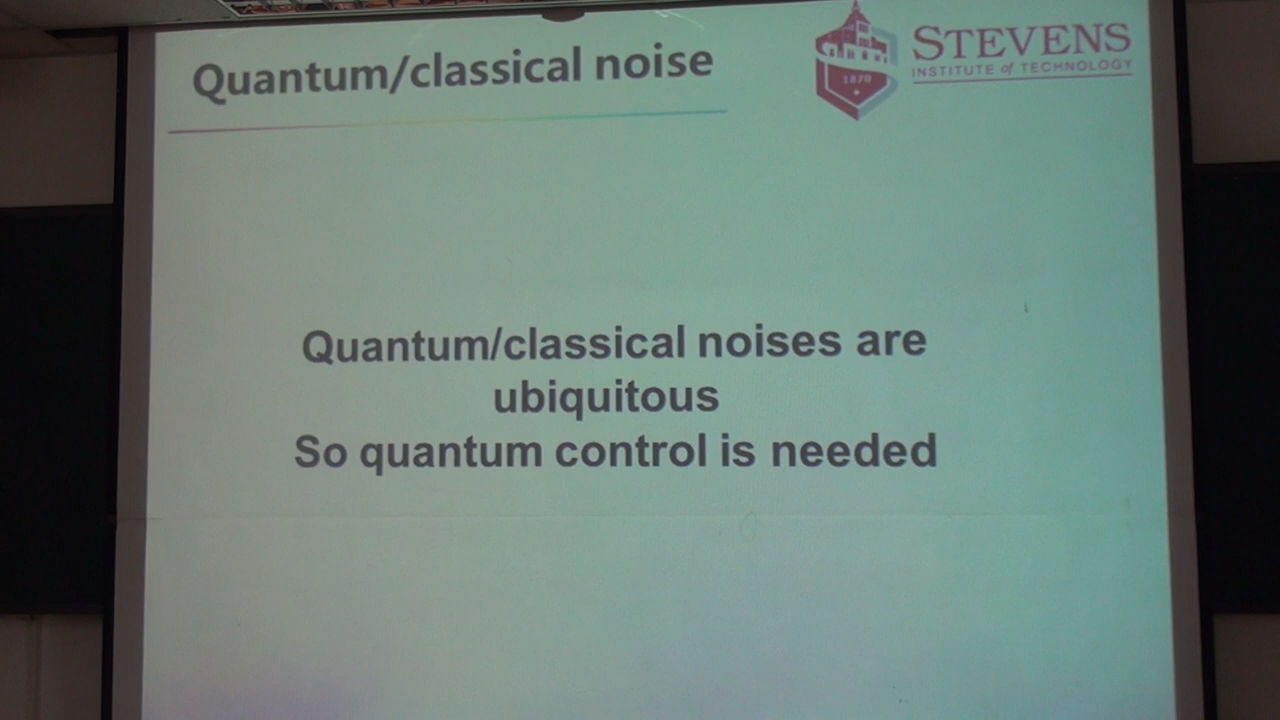 Quantum/classical noise
STEVENS
INSTITUTE of TECHNOLOGY
1870
Quantum/classical noises are
ubiquitous
So quantum control is needed